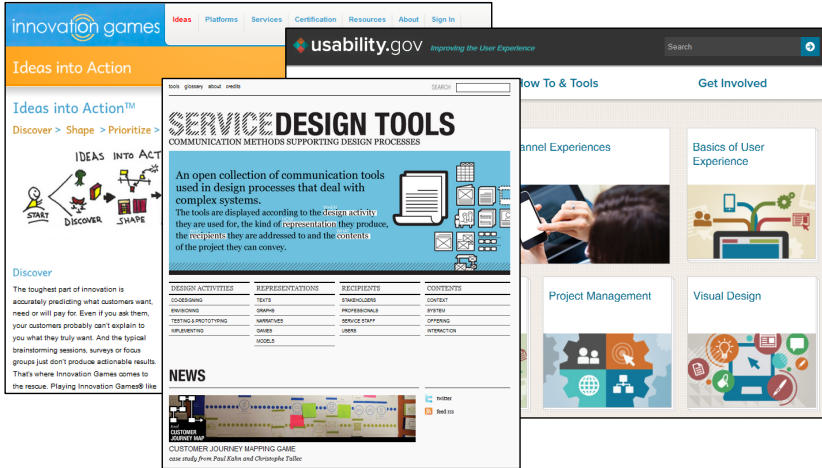 innovation games
Ideas
Platforms
Services
Certification
Resources
About
Sign In
Ideas into Action
Ideas into Action™
Discover > Shape > Prioritize >
IDEAS INTO ACT
START
DISCOVER
SHAPE
Discover
The toughest part of innovation is
accurately predicting what customers want,
need or will pay for. Even if you ask them,
your customers probably can't explain to
you what they truly want. And the typical
brainstorming sessions, surveys or focus
groups just don't produce actionable results.
That's where Innovation Games comes to
the rescue. Playing Innovation Games® like
tools glossary about credits
SEARCH
SERVICEDESIGN TOOLS
COMMUNICATION METHODS SUPPORTING DESIGN PROCESSES
An open collection of communication tools
used in design processes that deal with
complex systems.
The tools are displayed according to the design activity
they are used for, the kind of representation they produce,
the recipients they are addressed to and the contents
of the project they can convey.
DESIGN ACTIVITIES
CO-DESIGNING
ENVISIONING
TESTING & PROTOTYPING
IMPLEMENTING
REPRESENTATIONS
TEXTS
GRAPHS
NARRATIVES
GAMES
MODELS
RECIPIENTS
STAKEHOLDERS
PROFESSIONALS
SERVICE STAFF
USERS
CONTENTS
CONTEXT
SYSTEM
OFFERING
INTERACTION
NEWS
CUSTOMER
JOURNEY MAP
twitter
feed rss
CUSTOMER JOURNEY MAPPING GAME
case study from Paul Kahn and Christophe Tallec
usability.gov
Improving the User Experience
Search
How To & Tools
Get Involved
nnel Experiences
Basics of User
Experience
Project Management
Visual Design